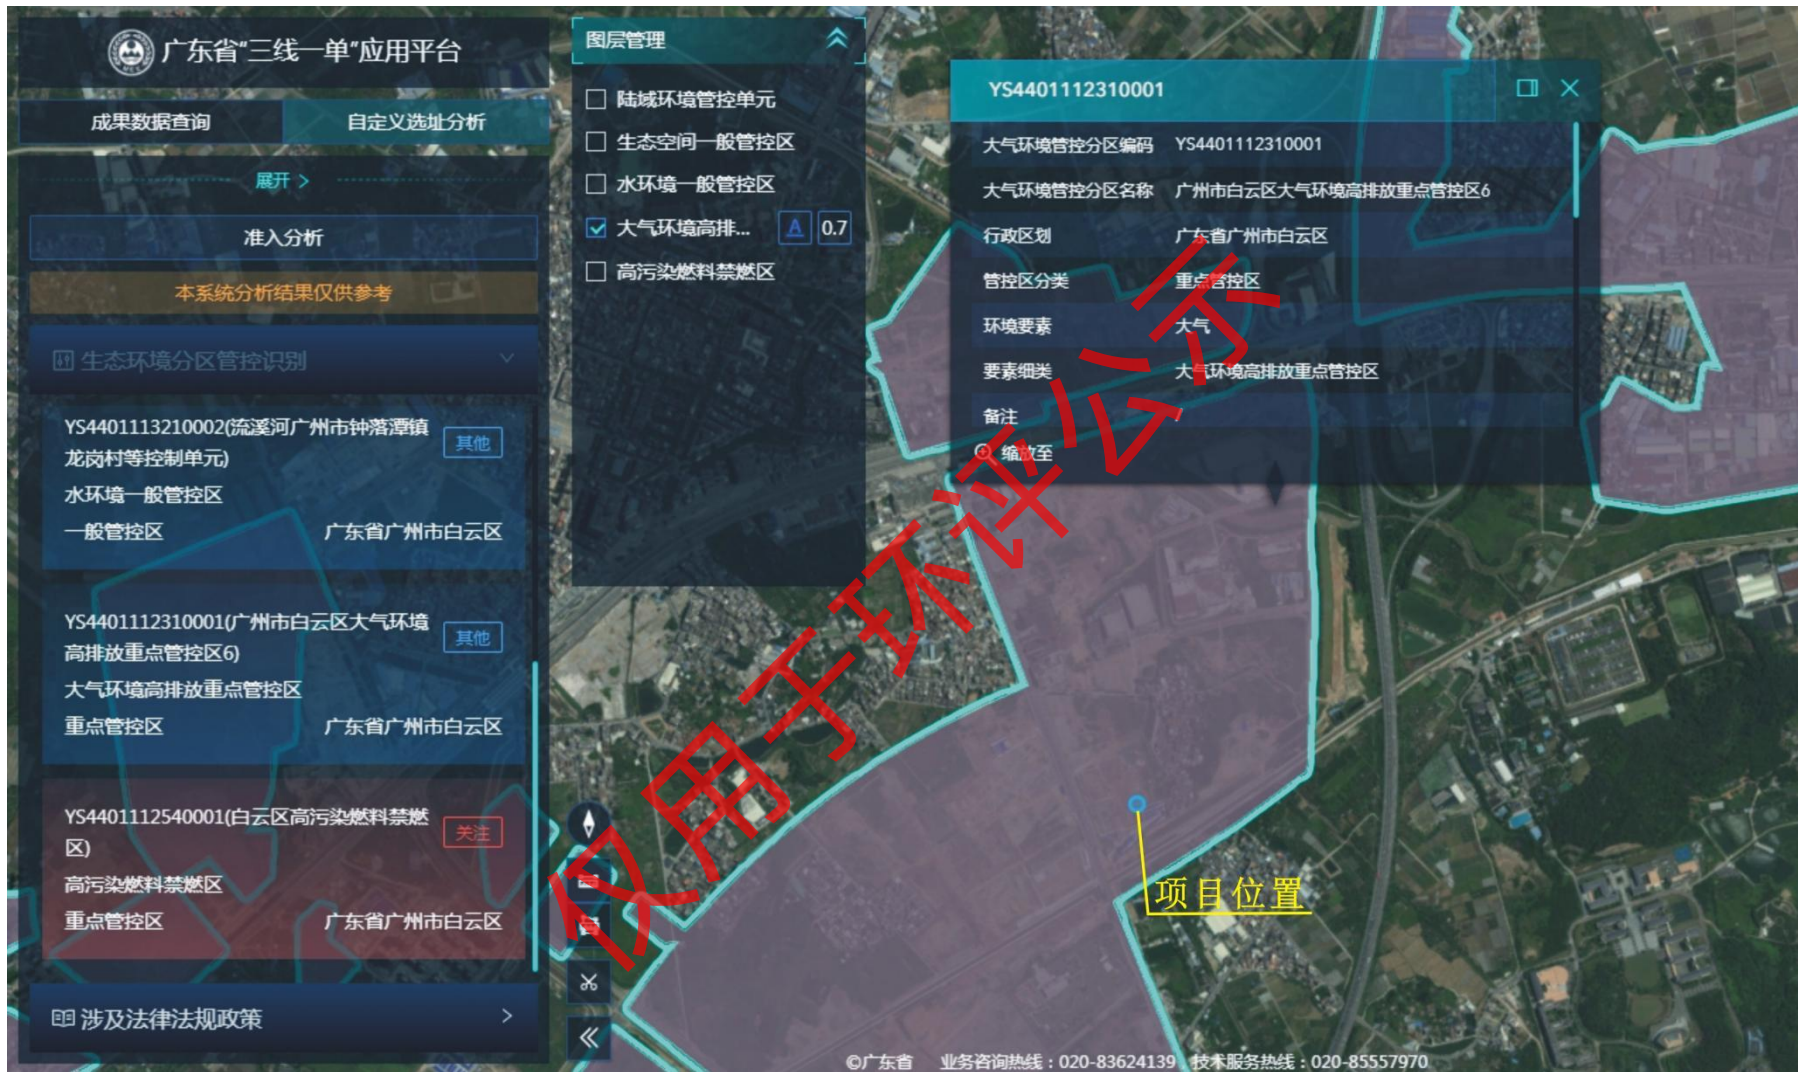 广东省“三线一单”应用平台
成果数据查询
自定义选址分析
展开 >
准入分析
本系统分析结果仅供参考
生态环境分区管控识别
YS4401113210002(流溪河广州市钟落潭镇
龙岗村等控制单元)
其他
水环境一般管控区
一般管控区
广东省广州市白云区
YS4401112310001(广州市白云区大气环境
高排放重点管控区6)
其他
大气环境高排放重点管控区
重点管控区
广东省广州市白云区
YS4401112540001(白云区高污染燃料禁燃
区)
关注
高污染燃料禁燃区
重点管控区
广东省广州市白云区
涉及法律法规政策
图层管理
陆域环境管控单元
生态空间一般管控区
水环境一般管控区
大气环境高排... A 0.7
高污染燃料禁燃区
YS4401112310001
大气环境管控分区编码 YS4401112310001
大气环境管控分区名称 广州市白云区大气环境高排放重点管控区6
行政区划 广东省广州市白云区
管控区分类 重点管控区
环境要素 大气
要素细类 大气环境高排放重点管控区
备注 /
缩放至
仅用于环评公示
项目位置
©广东省 业务咨询热线：020-83624139，技术服务热线：020-85557970